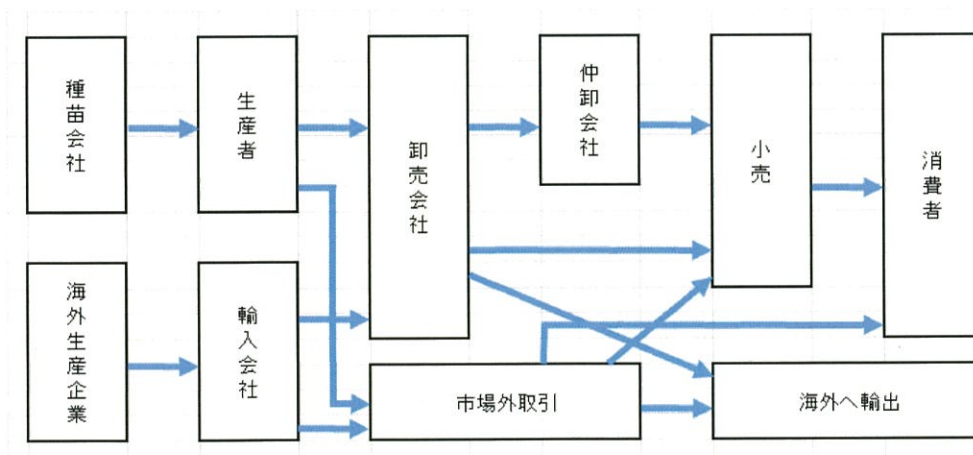 種苗会社
生産者
卸売会社
仲卸会社
小売
消費者
海外生産企業
輸入会社
市場外取引
海外へ輸出